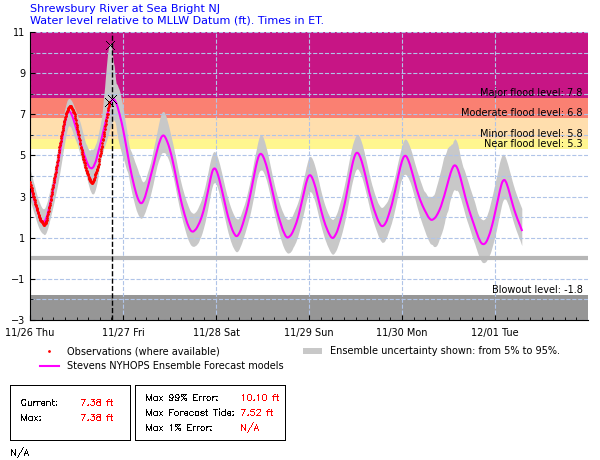 Shrewsbury River at Sea Bright NJ
Water level relative to MLLW Datum (ft). Times in ET.
11
9
Major flood level: 7.8
7
Moderate flood level: 6.8
Minor flood level: 5.8
Near flood level: 5.3
5
3
1
−1
Blowout level: -1.8
−3
11/26 Thu 11/27 Fri 11/28 Sat 11/29 Sun 11/30 Mon 12/01 Tue
Observations (where available) Ensemble uncertainty shown: from 5% to 95%.
Stevens NYHOPS Ensemble Forecast models
Current: 7.38 ft
Max: 7.38 ft
Max 99% Error: 10.10 ft
Max Forecast Tide: 7.52 ft
Max 1% Error: N/A
N/A